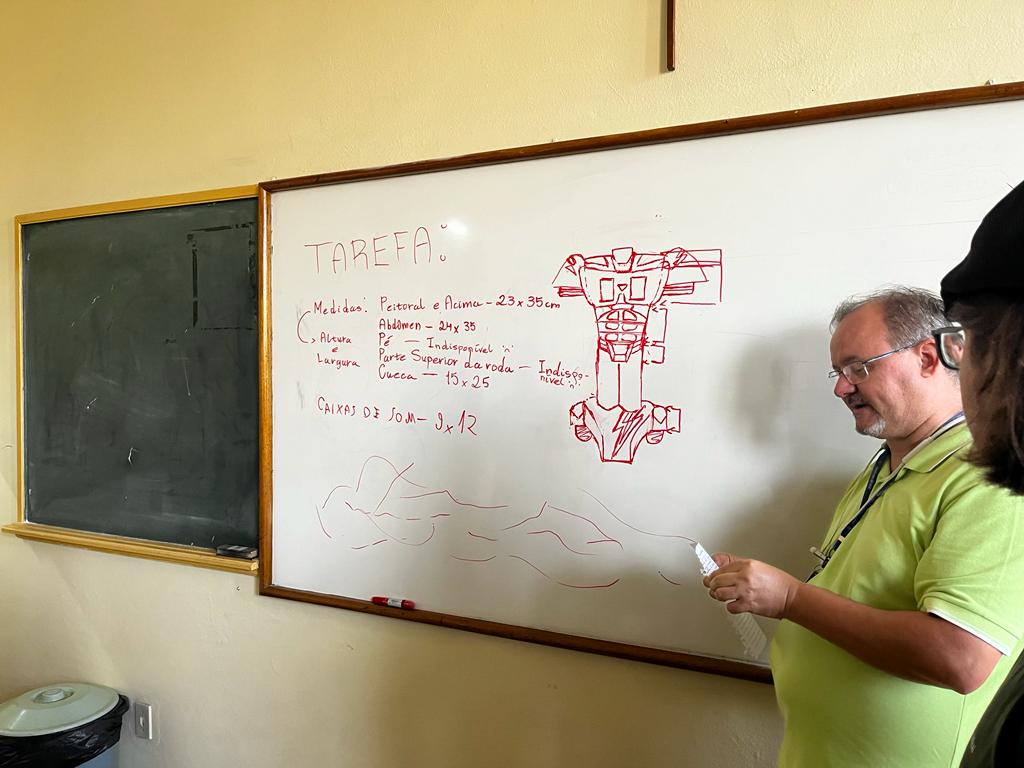 TAREFA:
Medidas: Peitoral e Acima - 23 x 35 cm
Abdômen - 24 x 35
Altura e Largura
Pé - Indisponível "n"
Parte Superior da roda - Indisponível "n"
Cueca - 15 x 25
CAIXAS DE SOM - 9 x 12